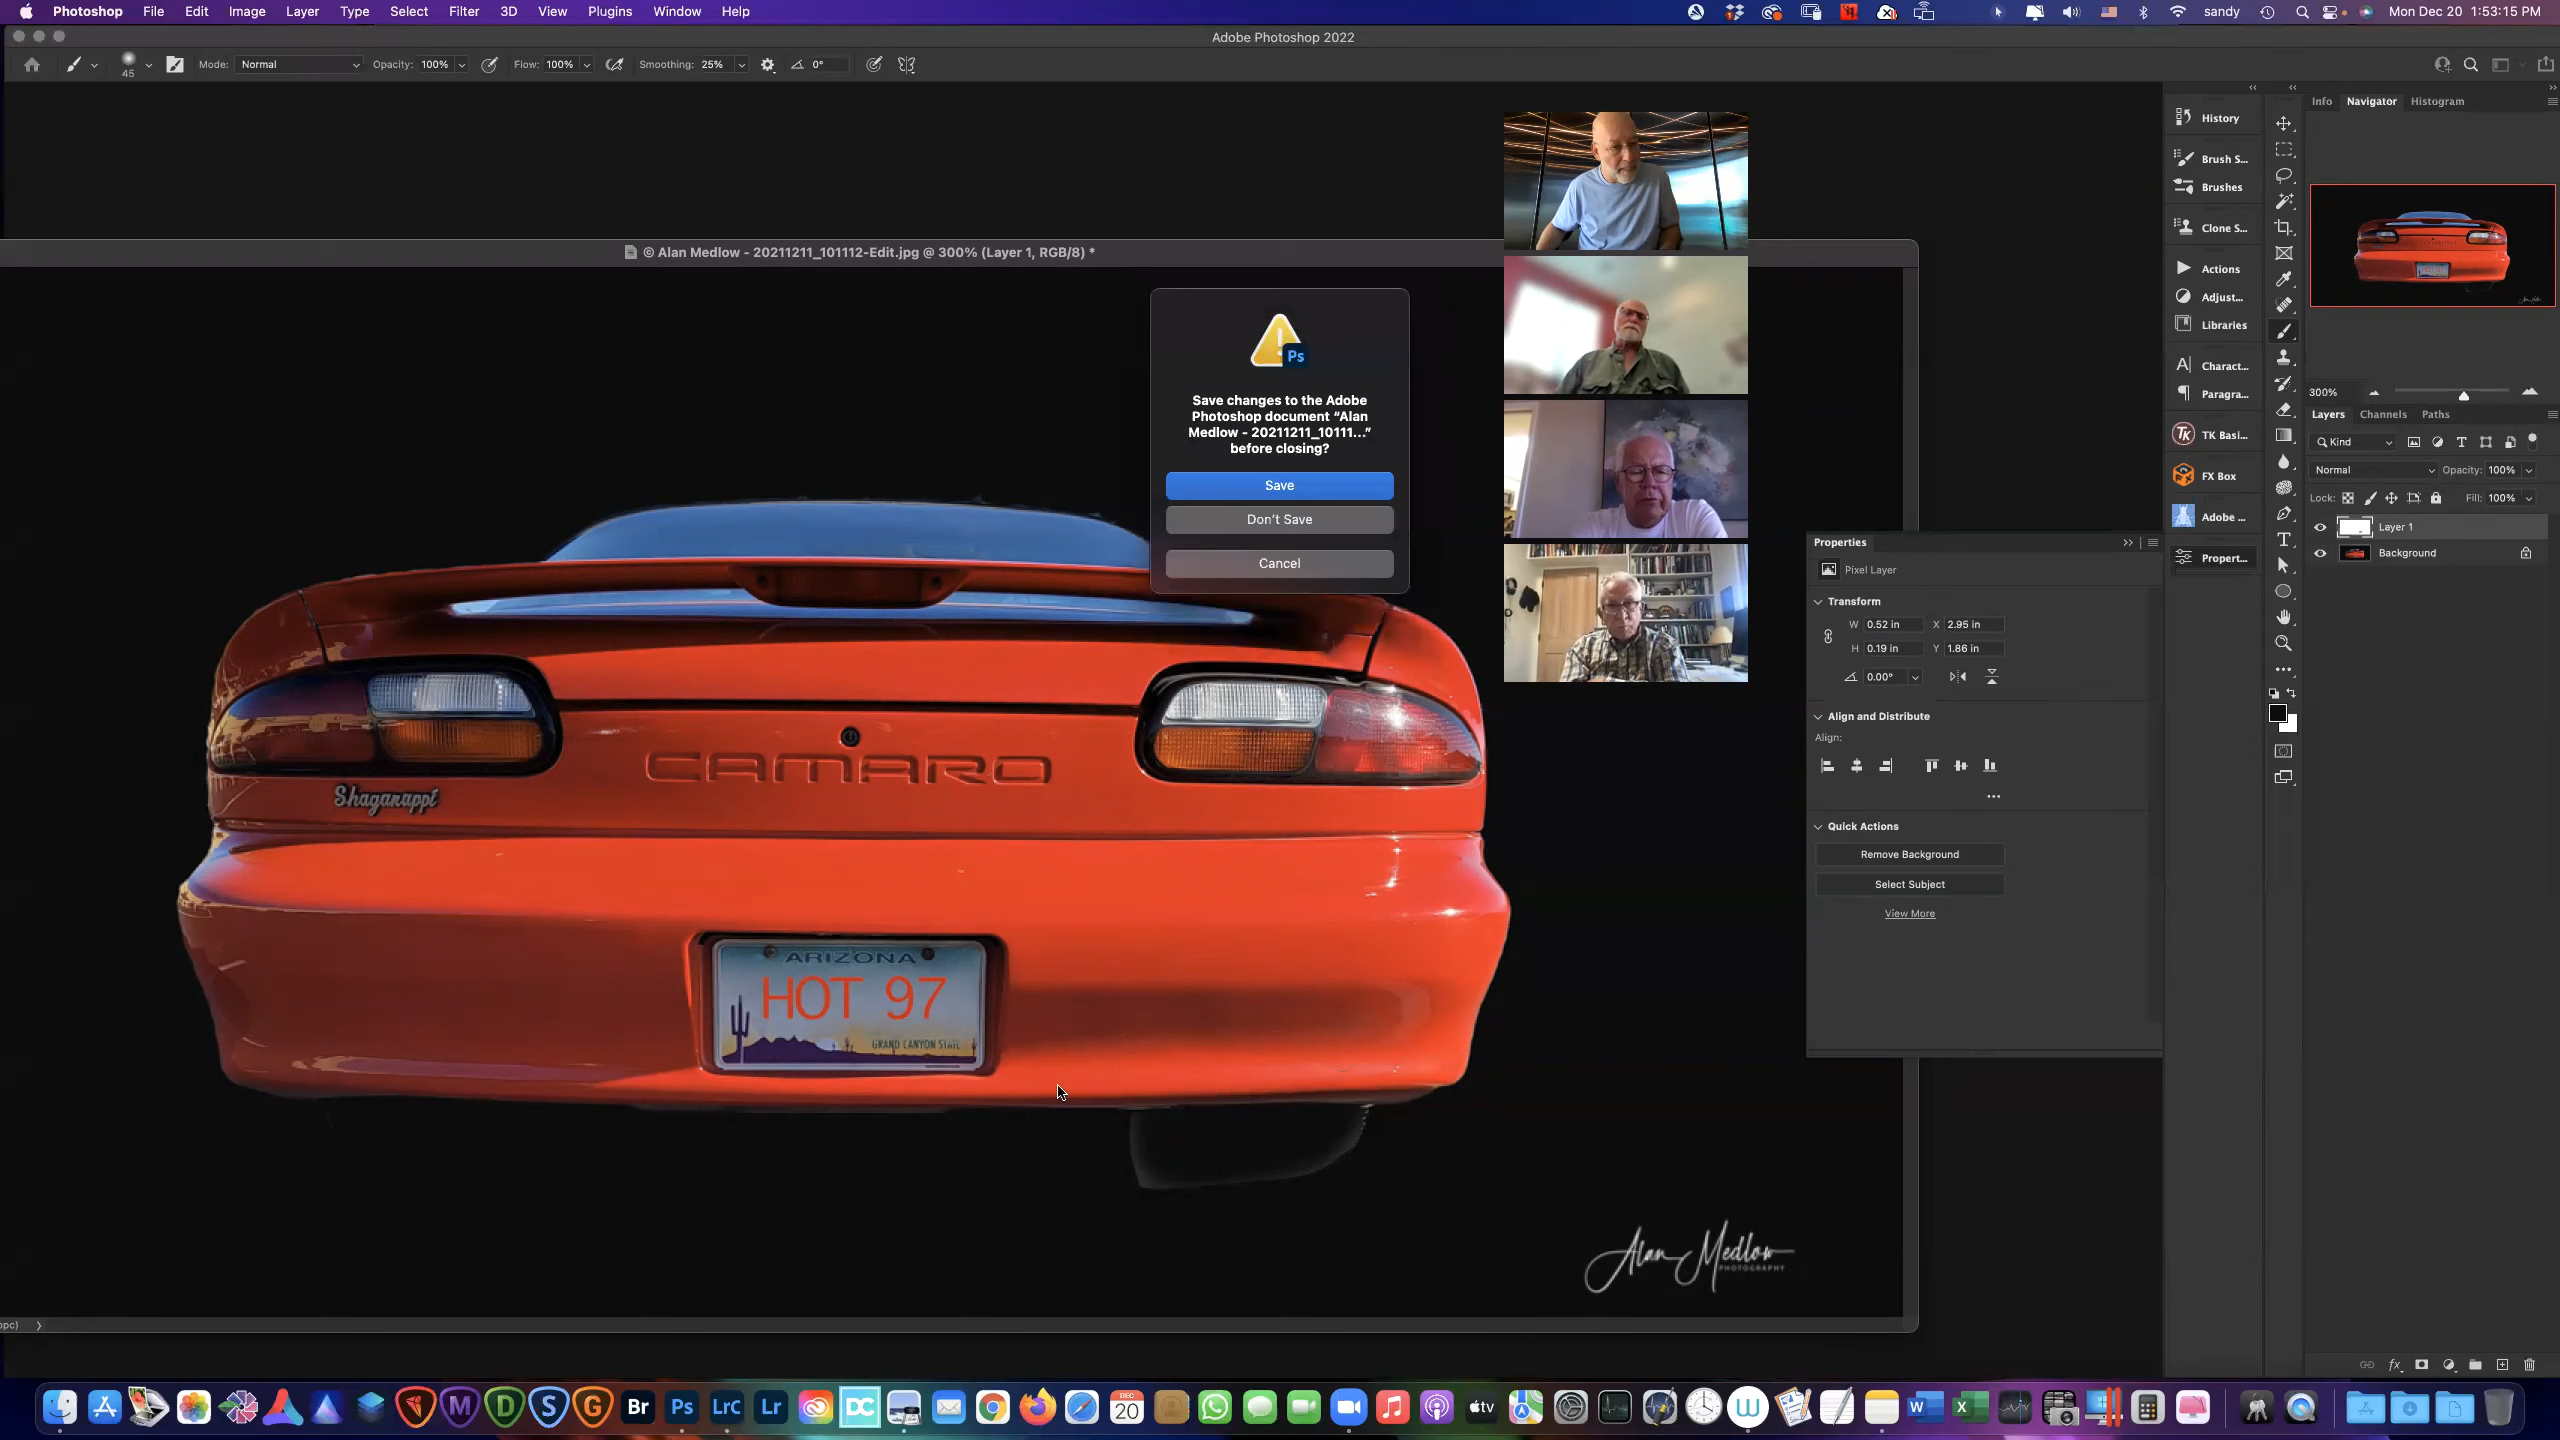 Photoshop File Edit Image Layer Type Select Filter 3D View Plugins Window Help
sandy
Mon Dec 20 1:53:15 PM
Adobe Photoshop 2022
45
Mode: Normal
Opacity: 100%
Flow: 100%
Smoothing: 25%
0°
Info Navigator Histogram
© Alan Medlow - 20211211_101112-Edit.jpg @ 300% (Layer 1, RGB/8) *
Ps
Save changes to the Adobe
Photoshop document “Alan
Medlow - 20211211_10111...”
before closing?
Save
Don't Save
Cancel
CAMARO
Shaganappi
ARIZONA
HOT 97
GRAND CANYON STATE
Alan Medlow
PHOTOGRAPHY
History
Brush S...
Brushes
Clone S...
Actions
Adjust...
Libraries
Charact...
Paragra...
TK TK Basi...
FX Box
Adobe ...
Propert...
300%
Layers Channels Paths
Kind
Normal
Opacity: 100%
Lock:
Fill: 100%
Layer 1
Background
Properties
Pixel Layer
Transform
W 0.52 in X 2.95 in
H 0.19 in Y 1.86 in
0.00°
Align and Distribute
Align:
Quick Actions
Remove Background
Select Subject
View More
fx
M D S G Br Ps LrC Lr DC
DEC
20
tv
W